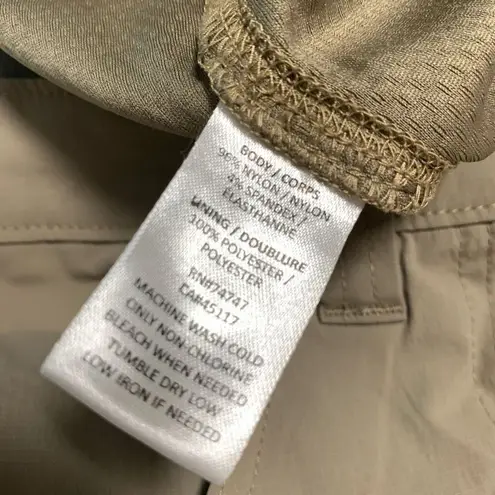 BODY / CORPS
96% NYLON / NYLON
4% SPANDEX /
ELASTHANNE
LINING / DOUBLURE
100% POLYESTER /
POLYESTER
RN#74747
CA#45117
MACHINE WASH COLD
ONLY NON CHLORINE
BLEACH WHEN NEEDED
TUMBLE DRY LOW
LOW IRON IF NEEDED